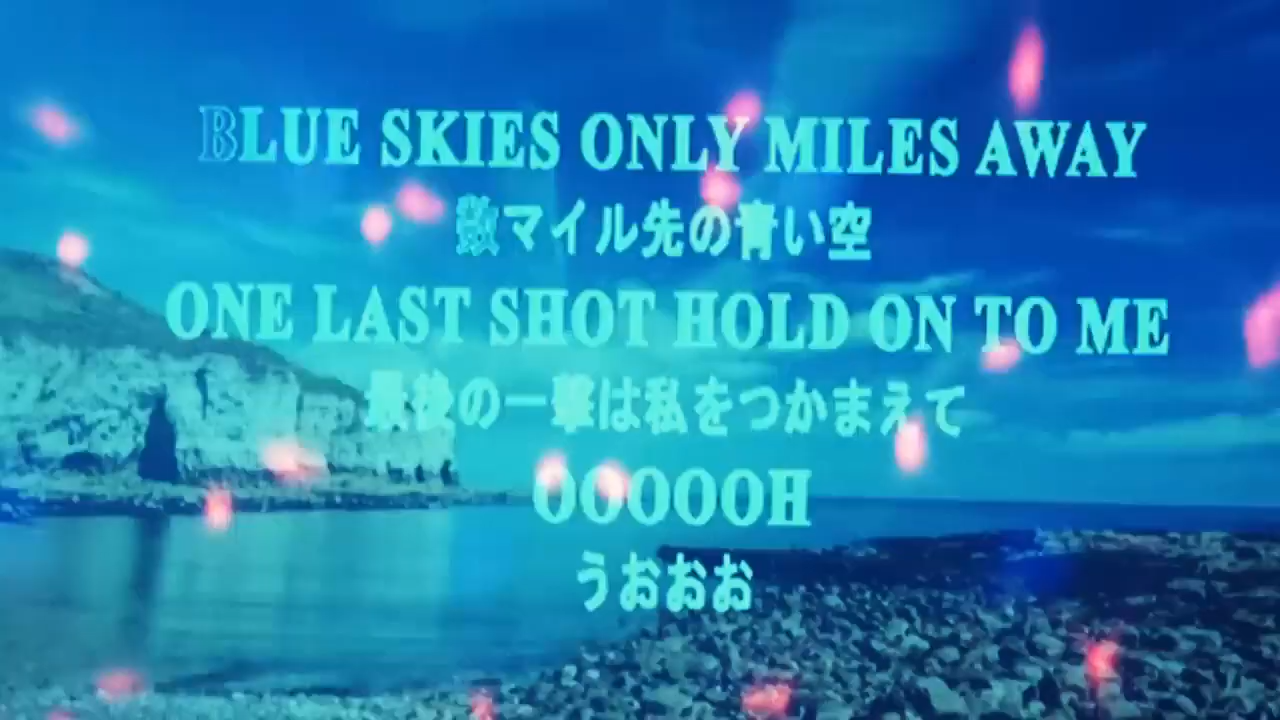 BLUE SKIES ONLY MILES AWAY
数マイル先の青い空
ONE LAST SHOT HOLD ON TO ME
最後の一撃は私をつかまえて
OOOOOH
うおおお